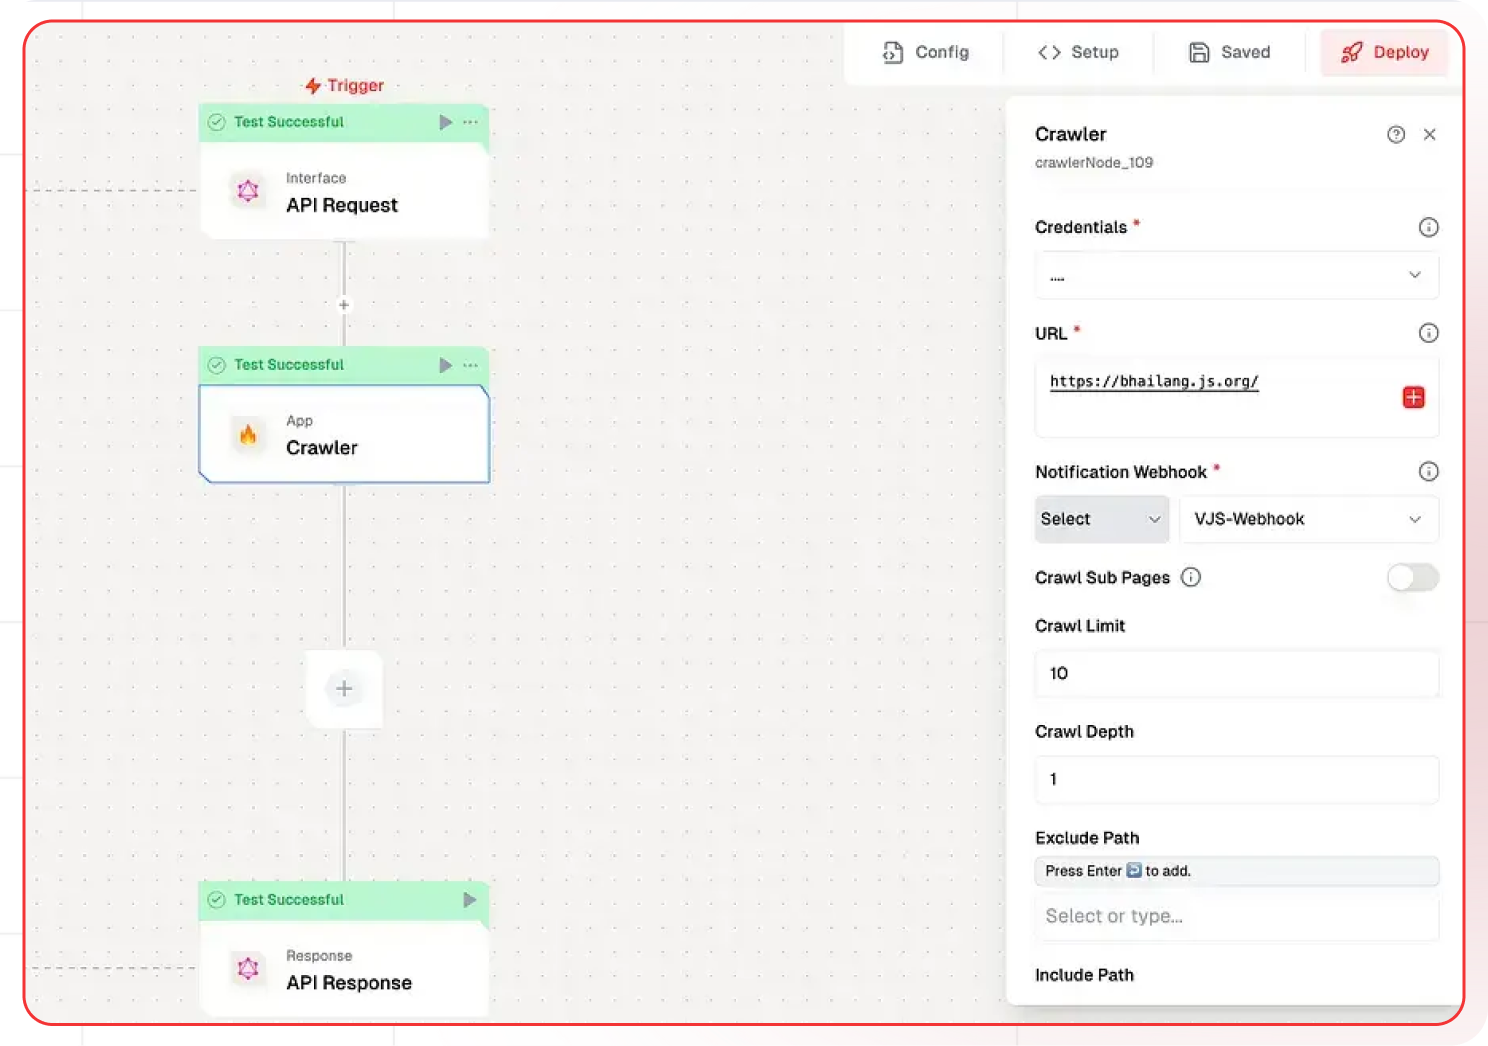 Config
Setup
Saved
Deploy
Trigger
Test Successful
Interface
API Request
Test Successful
App
Crawler
Test Successful
Response
API Response
Crawler
crawlerNode_109
Credentials *
....
URL *
https://bhailang.js.org/
Notification Webhook *
Select
VJS-Webhook
Crawl Sub Pages
Crawl Limit
10
Crawl Depth
1
Exclude Path
Press Enter ↩️ to add.
Select or type...
Include Path